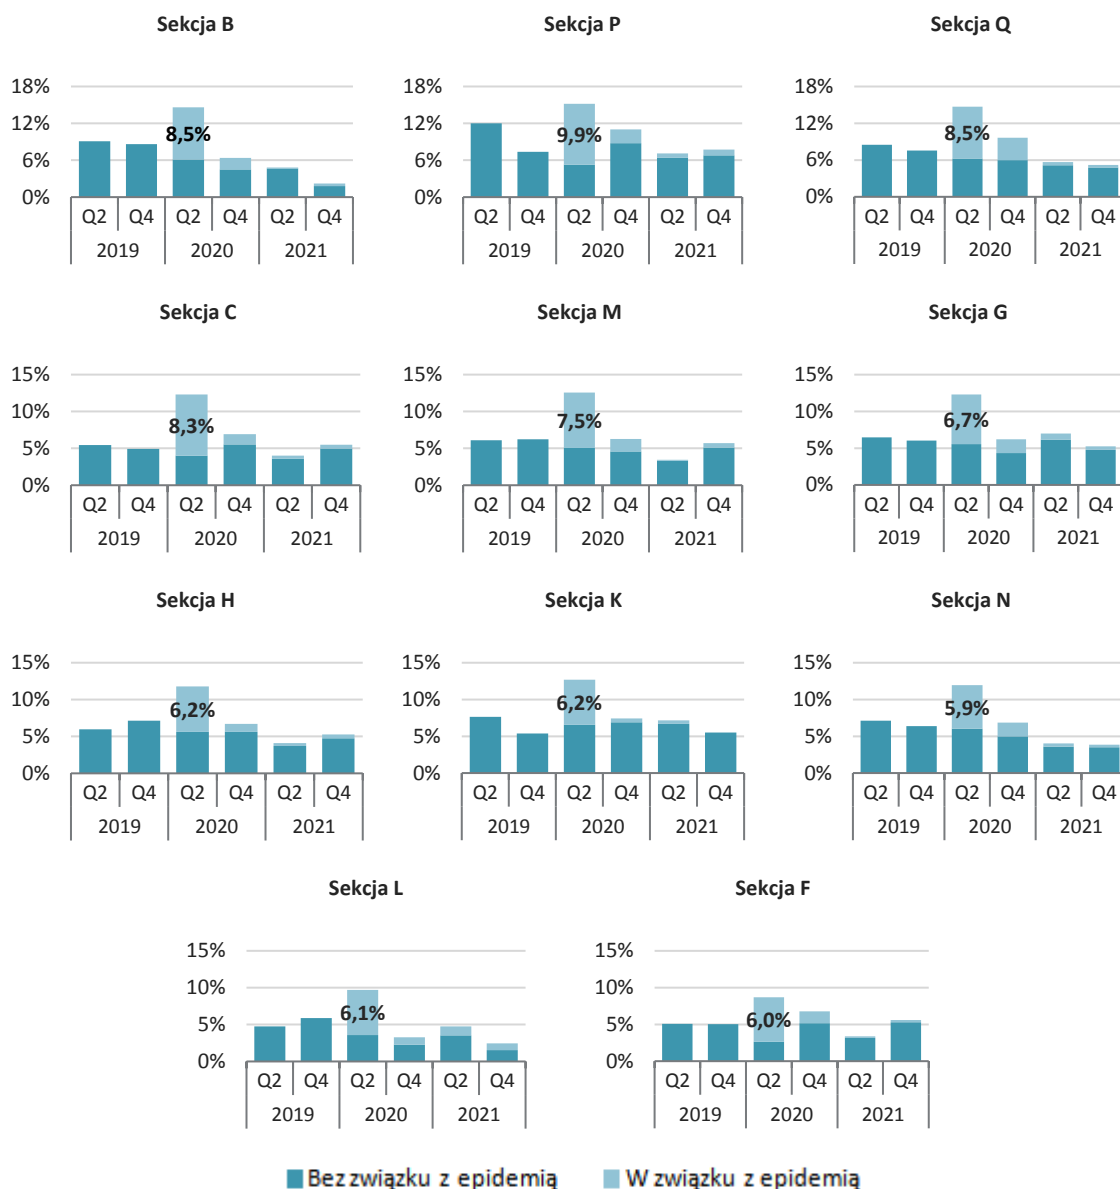 Sekcja B
Sekcja P
Sekcja Q
18%
12%
6%
0%
8,5%
Q2 Q4 Q2 Q4 Q2 Q4
2019 2020 2021
18%
12%
6%
0%
9,9%
Q2 Q4 Q2 Q4 Q2 Q4
2019 2020 2021
18%
12%
6%
0%
8,5%
Q2 Q4 Q2 Q4 Q2 Q4
2019 2020 2021
Sekcja C
Sekcja M
Sekcja G
15%
10%
5%
0%
8,3%
Q2 Q4 Q2 Q4 Q2 Q4
2019 2020 2021
15%
10%
5%
0%
7,5%
Q2 Q4 Q2 Q4 Q2 Q4
2019 2020 2021
15%
10%
5%
0%
6,7%
Q2 Q4 Q2 Q4 Q2 Q4
2019 2020 2021
Sekcja H
Sekcja K
Sekcja N
15%
10%
5%
0%
6,2%
Q2 Q4 Q2 Q4 Q2 Q4
2019 2020 2021
15%
10%
5%
0%
6,2%
Q2 Q4 Q2 Q4 Q2 Q4
2019 2020 2021
15%
10%
5%
0%
5,9%
Q2 Q4 Q2 Q4 Q2 Q4
2019 2020 2021
Sekcja L
Sekcja F
15%
10%
5%
0%
6,1%
Q2 Q4 Q2 Q4 Q2 Q4
2019 2020 2021
15%
10%
5%
0%
6,0%
Q2 Q4 Q2 Q4 Q2 Q4
2019 2020 2021
Bez związku z epidemią
W związku z epidemią